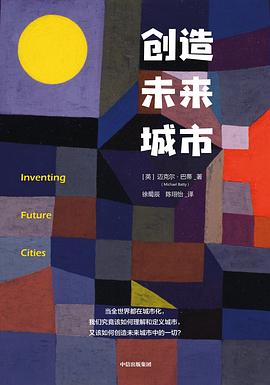 创造
未来
城市
[英] 迈克尔·巴蒂_著
(Michael Batty)
徐蜀辰 陈珝怡_译
Inventing
Future
Cities
当全世界都在城市化，
我们究竟该如何理解和定义城市，
又该如何创造未来城市中的一切？
中信出版集团